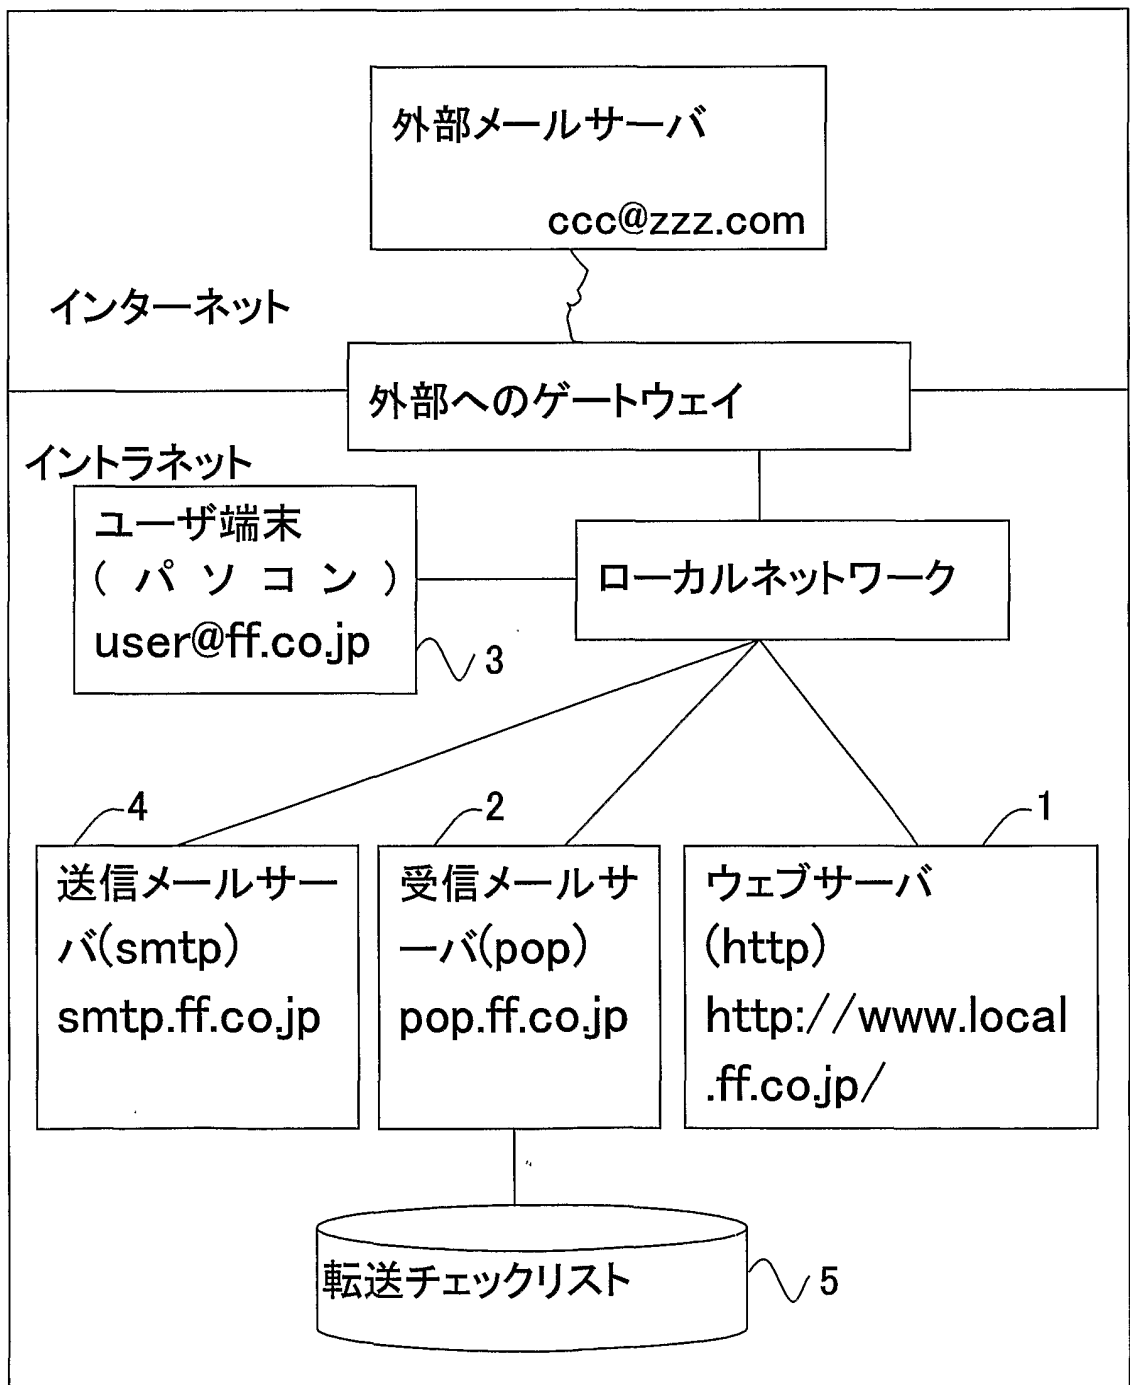 外部メールサーバ
ccc@zzz.com
インターネット
外部へのゲートウェイ
イントラネット
ユーザ端末
(パソコン)
user@ff.co.jp
3
ローカルネットワーク
4
送信メールサー
バ(smtp)
smtp.ff.co.jp
2
受信メールサ
ーバ(pop)
pop.ff.co.jp
1
ウェブサーバ
(http)
http://www.local
.ff.co.jp/
転送チェックリスト
5